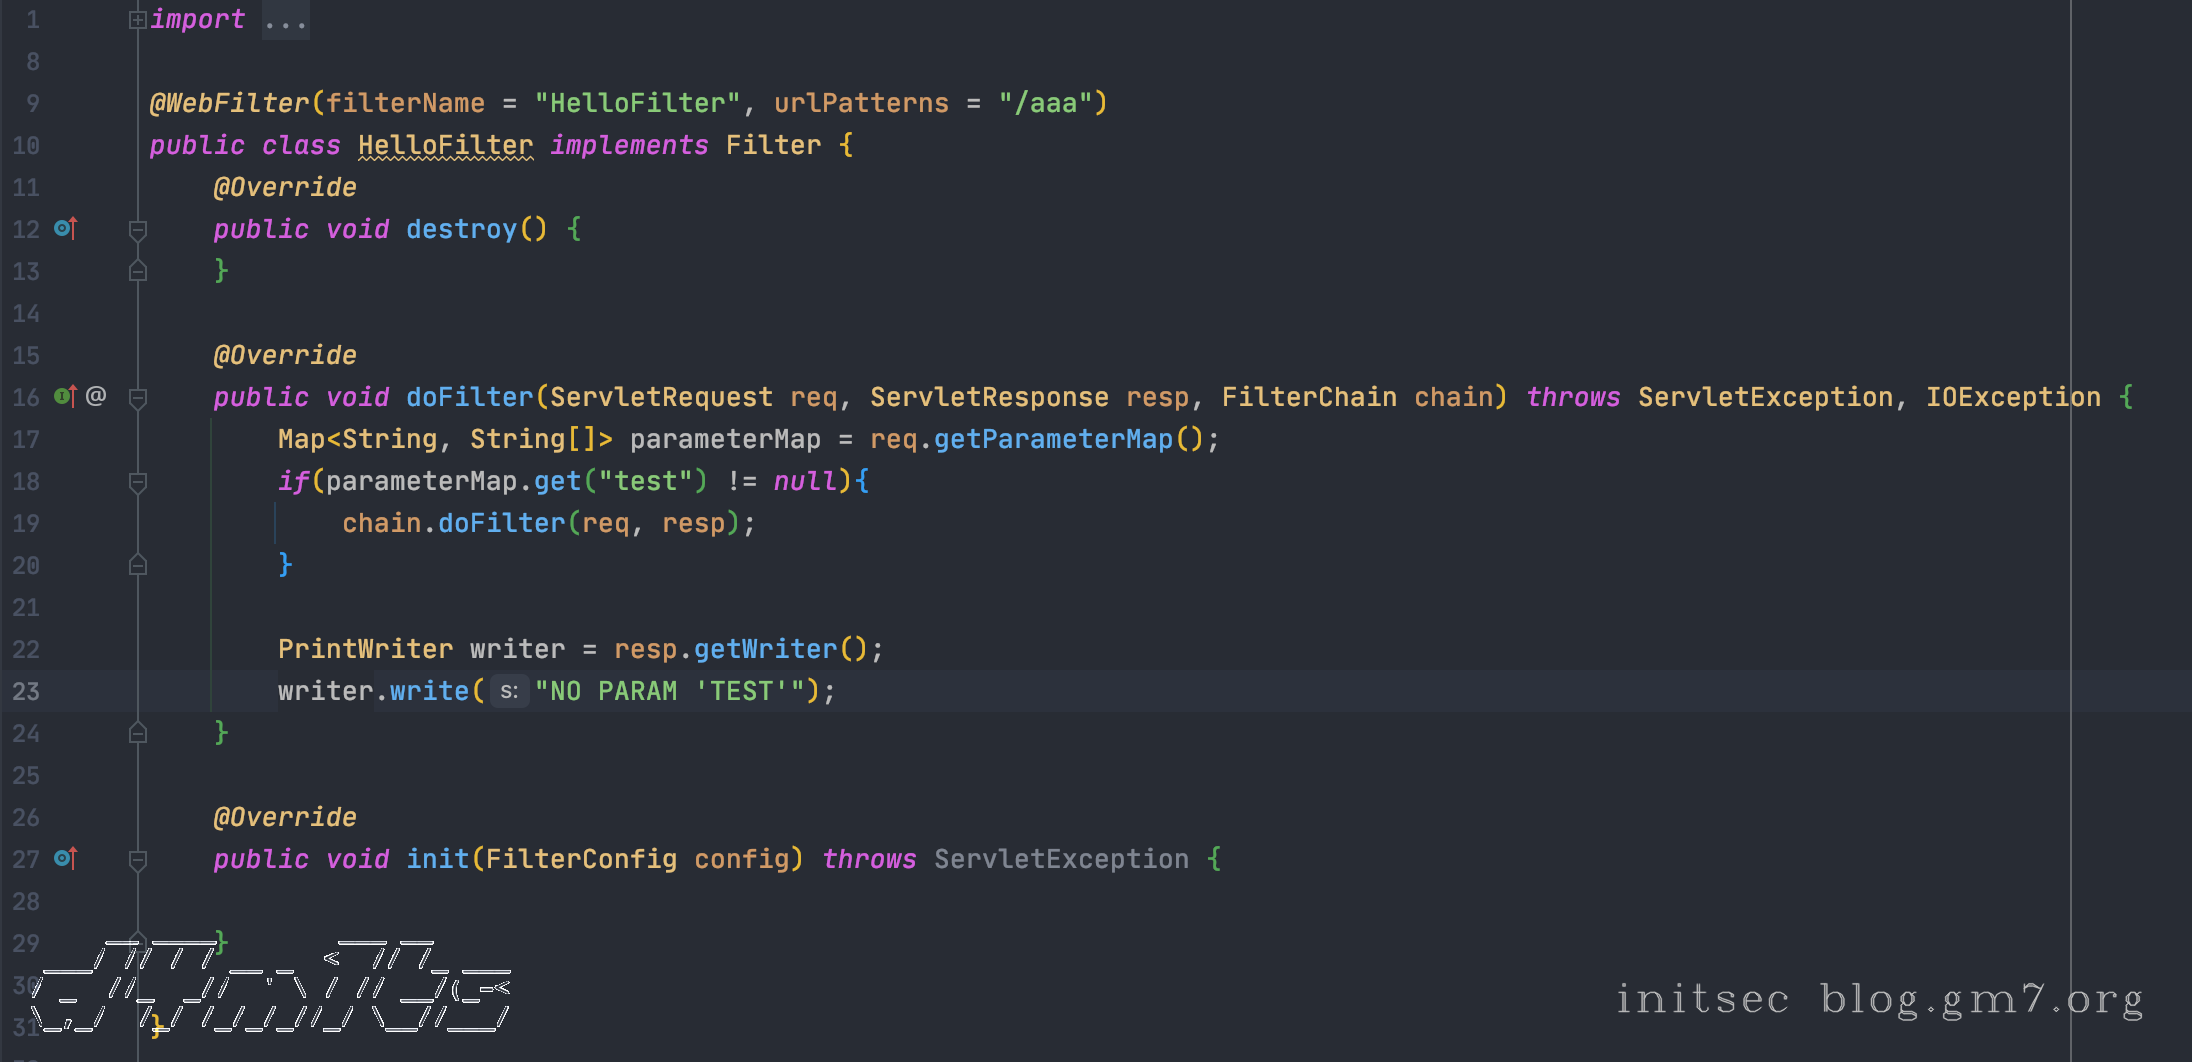 1 import ...
8
9 @WebFilter(filterName = "HelloFilter", urlPatterns = "/aaa")
10 public class HelloFilter implements Filter {
11     @Override
12     public void destroy() {
13     }
14
15     @Override
16 @     public void doFilter(ServletRequest req, ServletResponse resp, FilterChain chain) throws ServletException, IOException {
17         Map<String, String[]> parameterMap = req.getParameterMap();
18         if(parameterMap.get("test") != null){
19             chain.doFilter(req, resp);
20         }
21
22         PrintWriter writer = resp.getWriter();
23         writer.write( s: "NO PARAM 'TEST'");
24     }
25
26     @Override
27     public void init(FilterConfig config) throws ServletException {
28
29     }
30
31 }
initsec blog.gm7.org